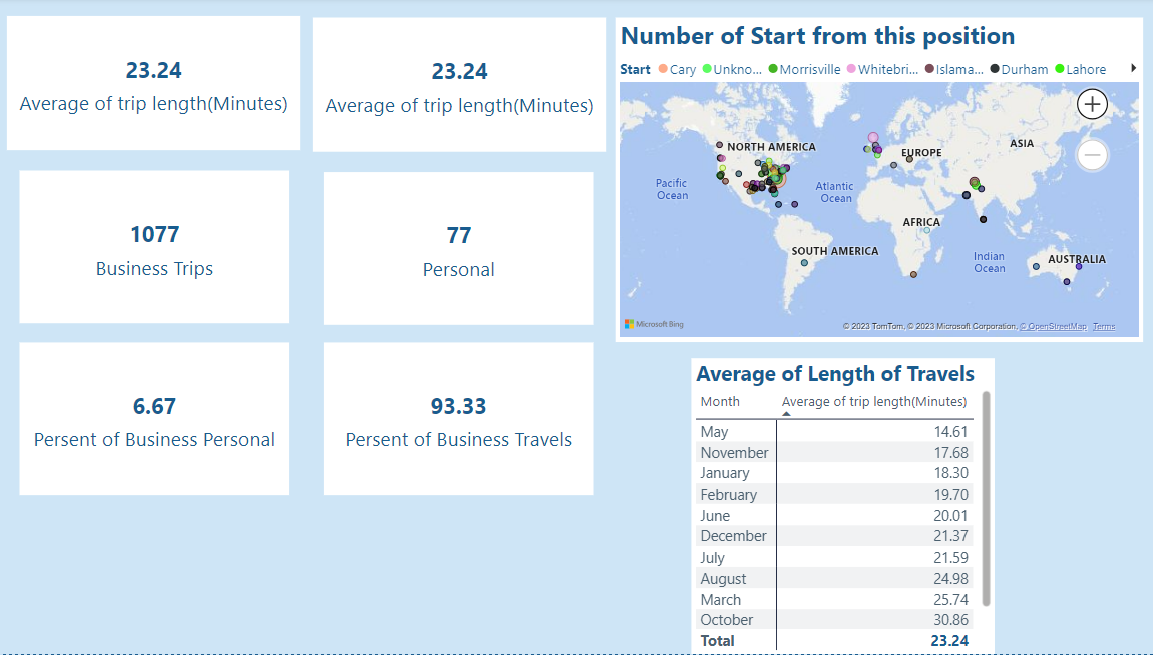 23.24
Average of trip length(Minutes)
23.24
Average of trip length(Minutes)
1077
Business Trips
77
Personal
6.67
Persent of Business Personal
93.33
Persent of Business Travels
Number of Start from this position
Start Cary Unkno... Morrisville Whitebri... Islama... Durham Lahore
NORTH AMERICA
EUROPE
ASIA
Pacific
Ocean
Atlantic
Ocean
AFRICA
SOUTH AMERICA
Indian
Ocean
AUSTRALIA
Microsoft Bing
© 2023 TomTom, © 2023 Microsoft Corporation, © OpenStreetMap Terms
Average of Length of Travels
Month Average of trip length(Minutes)
May 14.61
November 17.68
January 18.30
February 19.70
June 20.01
December 21.37
July 21.59
August 24.98
March 25.74
October 30.86
Total 23.24